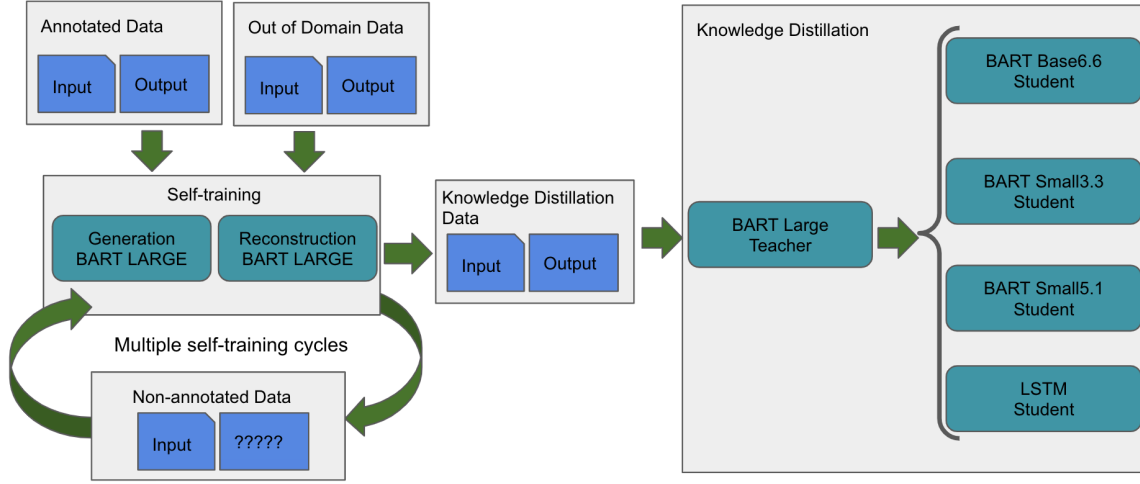 Annotated Data
Input
Output
Out of Domain Data
Input
Output
Self-training
Generation
BART LARGE
Reconstruction
BART LARGE
Multiple self-training cycles
Non-annotated Data
Input
?????
Knowledge Distillation
Data
Input
Output
Knowledge Distillation
BART Large
Teacher
BART Base6.6
Student
BART Small3.3
Student
BART Small5.1
Student
LSTM
Student